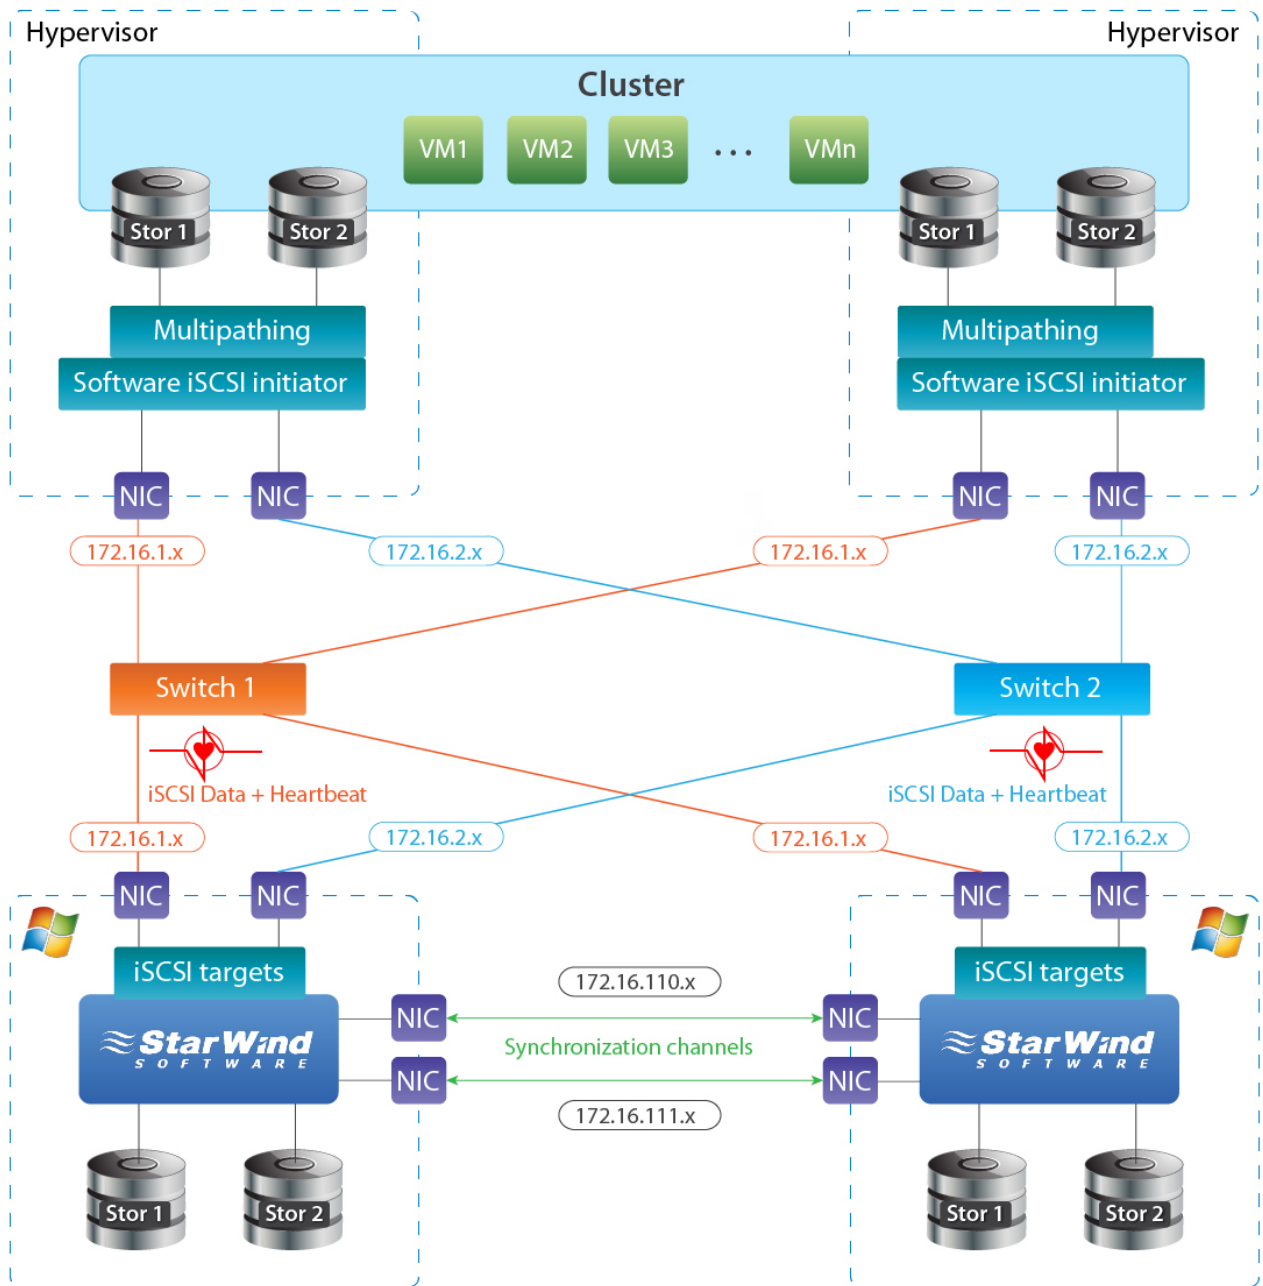 Hypervisor
Hypervisor
Cluster
VM1 VM2 VM3 ... VMn
Stor 1 Stor 2
Stor 1 Stor 2
Multipathing
Multipathing
Software iSCSI initiator
Software iSCSI initiator
NIC NIC
NIC NIC
172.16.1.x 172.16.2.x
172.16.1.x 172.16.2.x
Switch 1
Switch 2
iSCSI Data + Heartbeat
iSCSI Data + Heartbeat
172.16.1.x 172.16.2.x
172.16.1.x 172.16.2.x
NIC NIC
NIC NIC
iSCSI targets
iSCSI targets
172.16.110.x
NIC
NIC
StarWind
SOFTWARE
StarWind
SOFTWARE
Synchronization channels
NIC
NIC
172.16.111.x
Stor 1 Stor 2
Stor 1 Stor 2